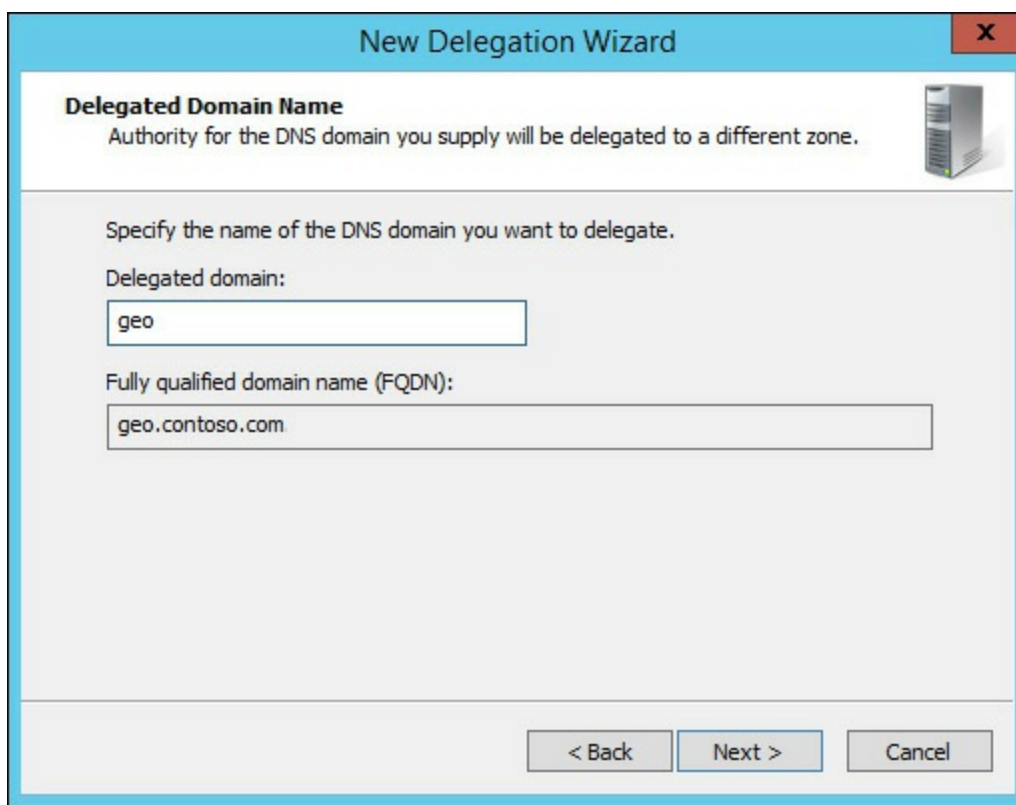 New Delegation Wizard
x
Delegated Domain Name
Authority for the DNS domain you supply will be delegated to a different zone.
Specify the name of the DNS domain you want to delegate.
Delegated domain:
geo
Fully qualified domain name (FQDN):
geo.contoso.com
< Back Next > Cancel